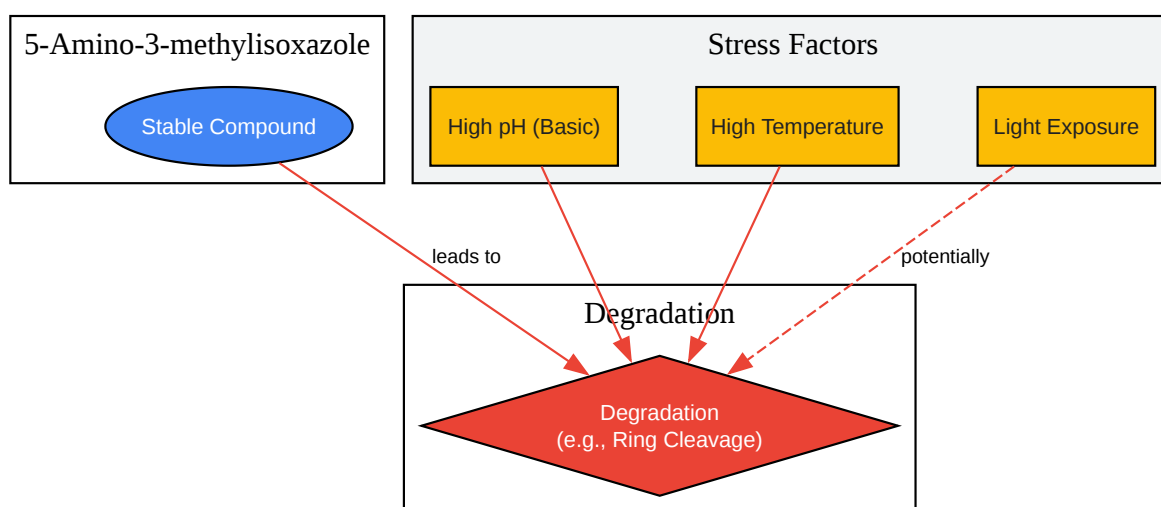 5-Amino-3-methylisoxazole
Stress Factors
Stable Compound
High pH (Basic)
High Temperature
Light Exposure
leads to
potentially
Degradation
Degradation
(e.g., Ring Cleavage)